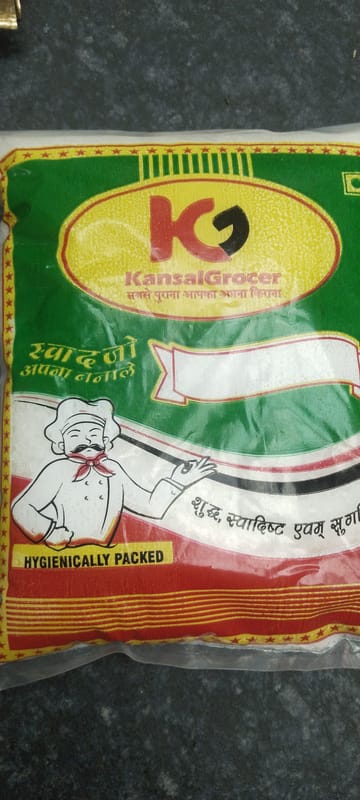 KG
KansalGrocer
सबसे पुराना आपका अपना किराना
स्वाद जो
अपना बनाले
शुद्ध, स्वादिष्ट एवम् सुगं
HYGIENICALLY PACKED